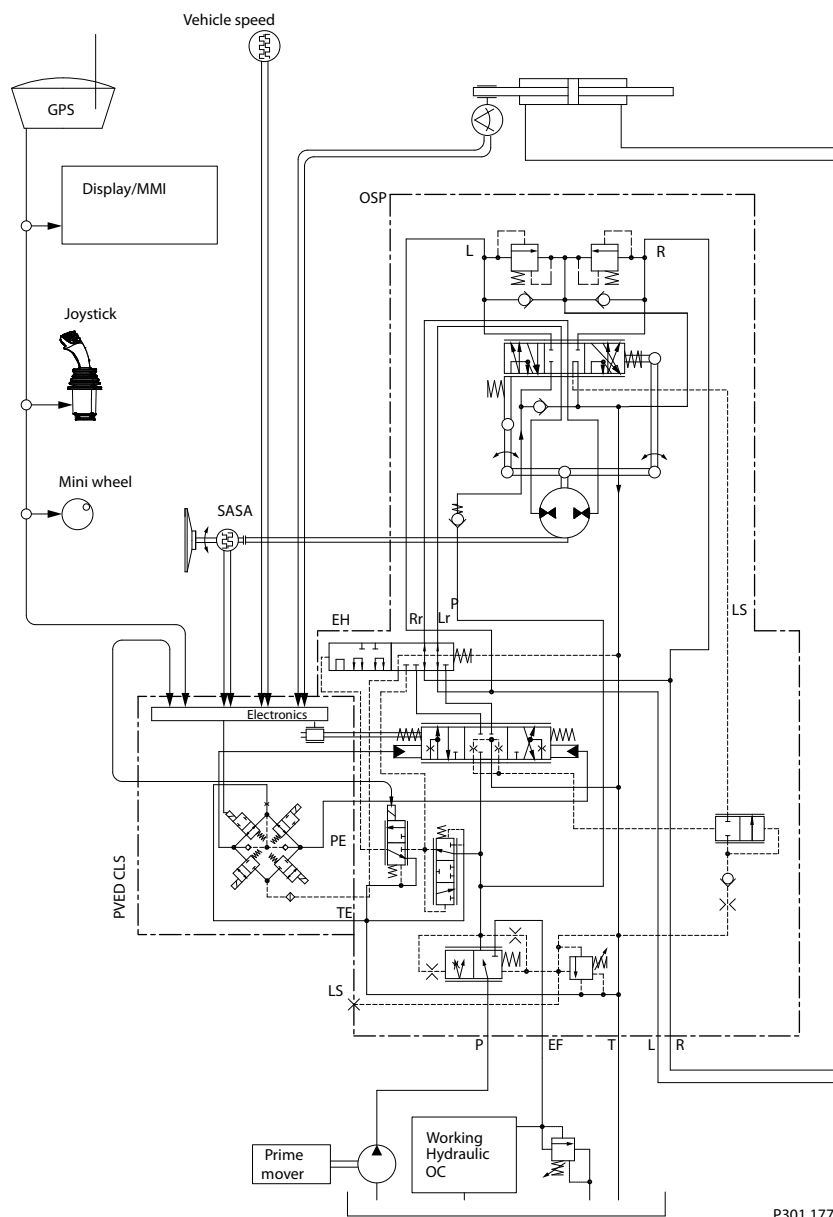 Vehicle speed
GPS
Display/MMI
OSP
L
R
Joystick
Mini wheel
SASA
LS
P
EH
Rr
Lr
Electronics
PE
PVED CLS
TE
LS
P
EF
T
L
R
Working
Hydraulic
OC
Prime
mover
P301 177